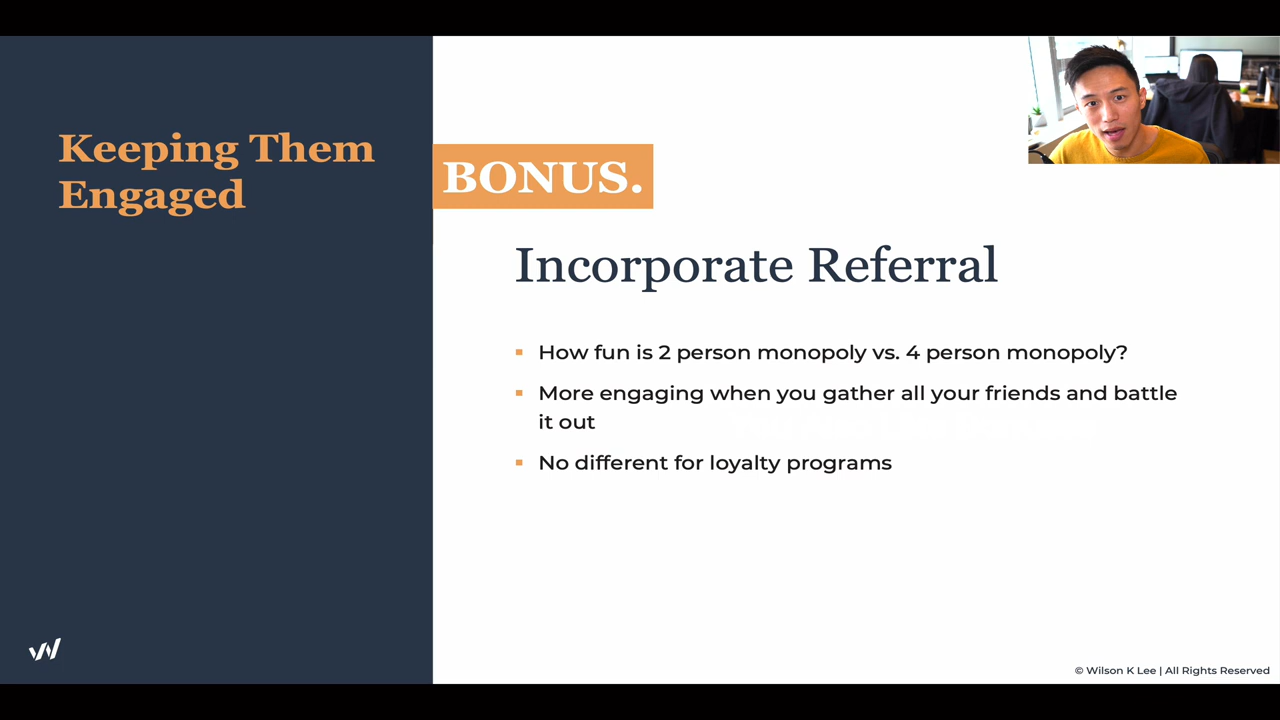 Keeping Them
Engaged
BONUS.
Incorporate Referral
How fun is 2 person monopoly vs. 4 person monopoly?
More engaging when you gather all your friends and battle
it out
No different for loyalty programs
© Wilson K Lee | All Rights Reserved